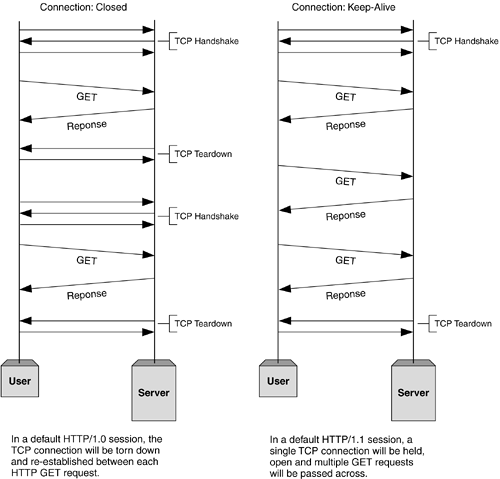 Connection: Closed
TCP Handshake
GET
Reponse
TCP Teardown
TCP Handshake
GET
Reponse
TCP Teardown
User
Server
In a default HTTP/1.0 session, the
TCP connection will be torn down
and re-established between each
HTTP GET request.
Connection: Keep-Alive
TCP Handshake
GET
Reponse
GET
Reponse
GET
Reponse
TCP Teardown
User
Server
In a default HTTP/1.1 session, a
single TCP connection will be held,
open and multiple GET requests
will be passed across.